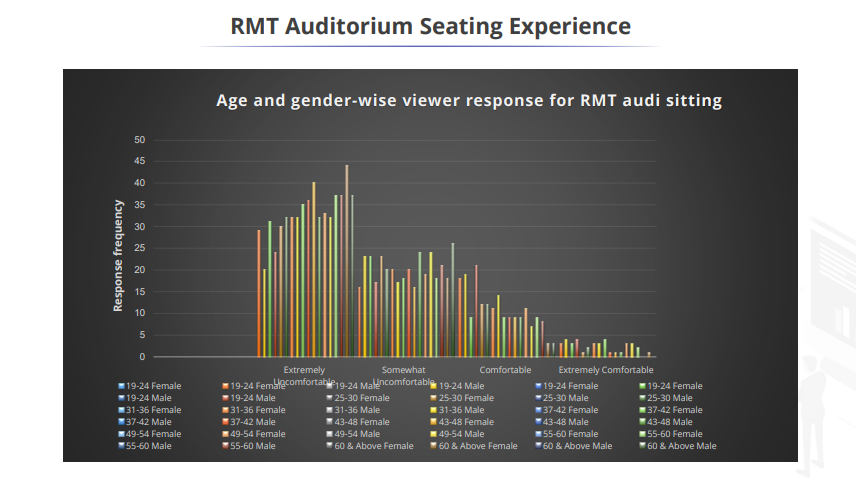 RMT Auditorium Seating Experience
Age and gender-wise viewer response for RMT audi sitting
Response frequency
50
45
40
35
30
25
20
15
10
5
0
Extremely Uncomfortable
Somewhat Uncomfortable
Comfortable
Extremely Comfortable
19-24 Female 19-24 Female 19-24 Male 19-24 Male 19-24 Female 19-24 Female
19-24 Male 19-24 Male 25-30 Female 25-30 Female 25-30 Male 25-30 Male
31-36 Female 31-36 Female 31-36 Male 31-36 Male 37-42 Female 37-42 Female
37-42 Male 37-42 Male 43-48 Female 43-48 Female 43-48 Male 43-48 Male
49-54 Female 49-54 Female 49-54 Male 49-54 Male 55-60 Female 55-60 Female
55-60 Male 55-60 Male 60 & Above Female 60 & Above Female 60 & Above Male 60 & Above Male